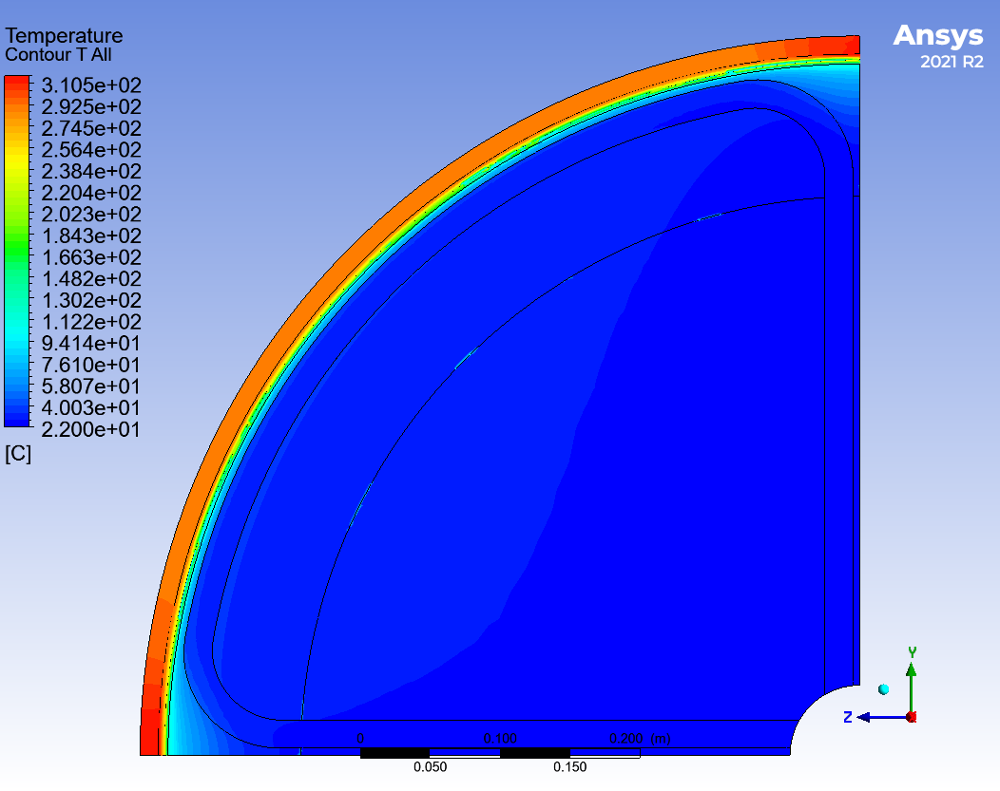 Temperature
Contour T All
3.105e+02
2.925e+02
2.745e+02
2.564e+02
2.384e+02
2.204e+02
2.023e+02
1.843e+02
1.663e+02
1.482e+02
1.302e+02
1.122e+02
9.414e+01
7.610e+01
5.807e+01
4.003e+01
2.200e+01
[C]
Ansys
2021 R2
Y
Z
0 0.100 0.200 (m)
0.050 0.150